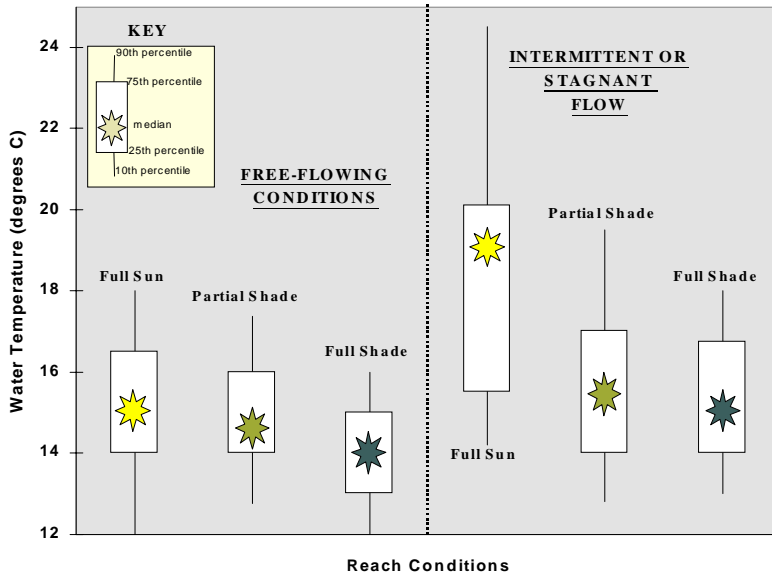 KEY
90th percentile
75th percentile
median
25th percentile
10th percentile
FREE-FLOWING
CONDITIONS
INTERMITTENT OR
STAGNANT
FLOW
Full Sun
Partial Shade
Full Shade
Full Sun
Partial Shade
Full Shade
Water Temperature (degrees C)
25
24
22
20
18
16
14
12
Reach Conditions